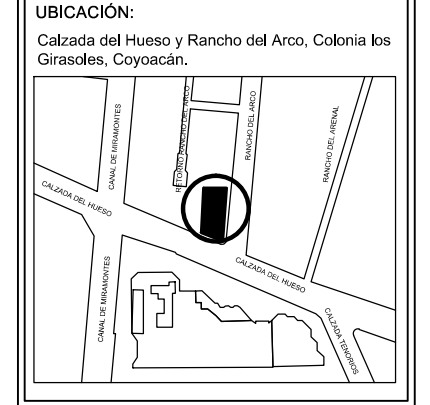 UBICACIÓN:
Calzada del Hueso y Rancho del Arco, Colonia los
Girasoles, Coyoacán.
CANAL DE MIRAMONTES
RETORNO RANCHO DEL ARCO
RANCHO DEL ARCO
RANCHO DEL ARENAL
CALZADA DEL HUESO
CALZADA DEL HUESO
CANAL DE MIRAMONTES
CALZADA TENORIOS